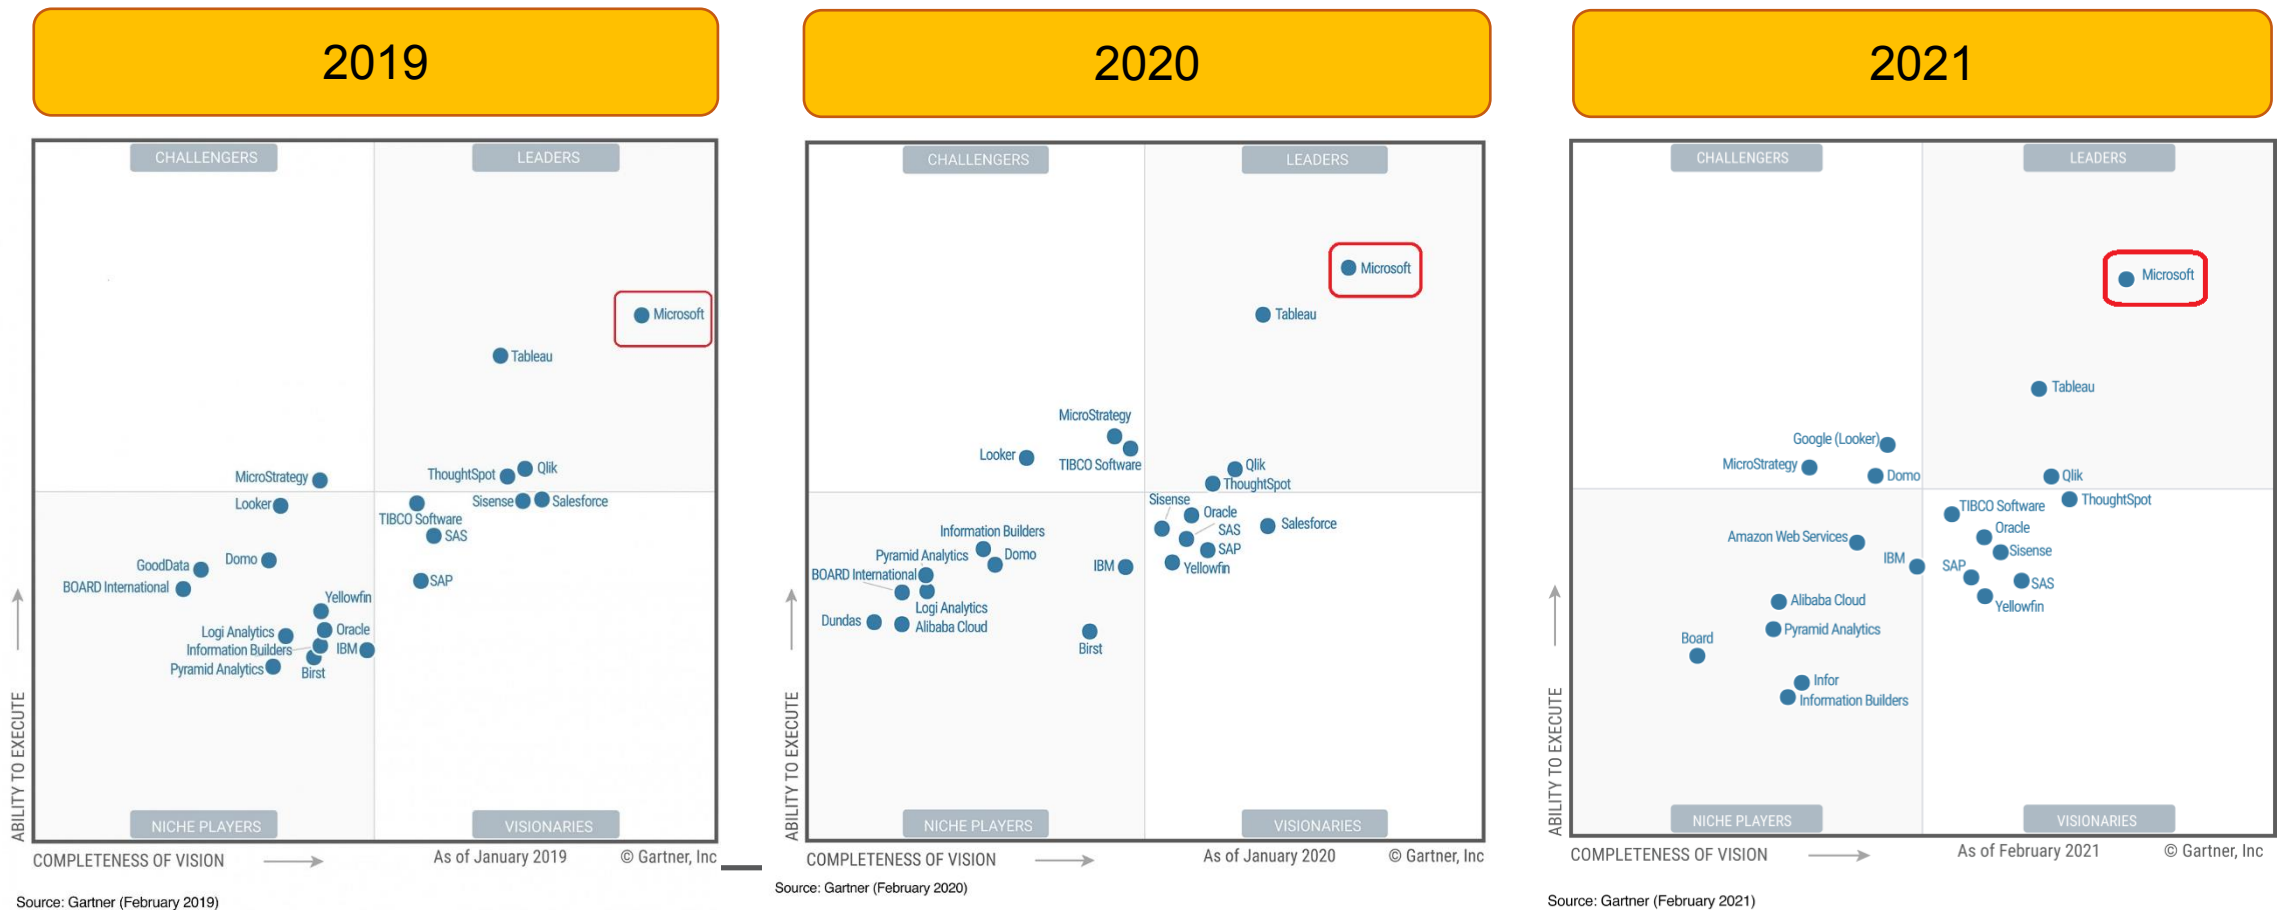 2019
CHALLENGERS
LEADERS
Microsoft
Tableau
MicroStrategy
ThoughtSpot
Qlik
Looker
Sisense
Salesforce
TIBCO Software
SAS
GoodData
Domo
BOARD International
SAP
Yellowfin
Logi Analytics
Oracle
Information Builders
IBM
Pyramid Analytics
Birst
NICHE PLAYERS
VISIONARIES
ABILITY TO EXECUTE
COMPLETENESS OF VISION
As of January 2019
© Gartner, Inc
Source: Gartner (February 2019)
2020
CHALLENGERS
LEADERS
Microsoft
Tableau
MicroStrategy
Looker
TIBCO Software
Qlik
ThoughtSpot
Sisense
Oracle
Salesforce
Information Builders
SAS
Pyramid Analytics
Domo
SAP
BOARD International
IBM
Yellowfin
Logi Analytics
Dundas
Alibaba Cloud
Birst
NICHE PLAYERS
VISIONARIES
ABILITY TO EXECUTE
COMPLETENESS OF VISION
As of January 2020
© Gartner, Inc
Source: Gartner (February 2020)
2021
CHALLENGERS
LEADERS
Microsoft
Tableau
Google (Looker)
MicroStrategy
Domo
Qlik
ThoughtSpot
TIBCO Software
Oracle
Amazon Web Services
Sisense
IBM
SAP
SAS
Alibaba Cloud
Yellowfin
Pyramid Analytics
Board
Infor
Information Builders
NICHE PLAYERS
VISIONARIES
ABILITY TO EXECUTE
COMPLETENESS OF VISION
As of February 2021
© Gartner, Inc
Source: Gartner (February 2021)